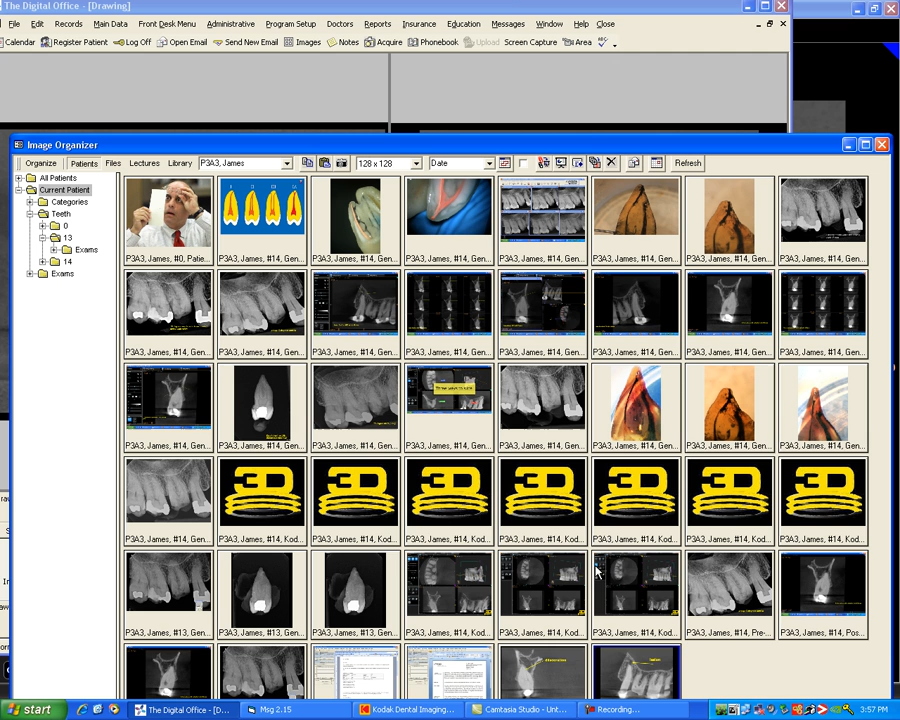 The Digital Office - [Drawing]
File Edit Records Main Data Front Desk Menu Administrative Program Setup Doctors Reports Insurance Education Messages Window Help Close
Calendar Register Patient Log Off Open Email Send New Email Images Notes Acquire Phonebook Upload Screen Capture Area
Image Organizer
Organize Patients Files Lectures Library P3A3, James 128 x 128 Date Refresh
All Patients
Current Patient
Categories
Teeth
0
13
Exams
14
Exams
P3A3, James, #0, Patie... P3A3, James, #14, Gen... P3A3, James, #14, Gen... P3A3, James, #14, Gen... P3A3, James, #14, Gen... P3A3, James, #14, Gen... P3A3, James, #14, Gen... P3A3, James, #14, Gen...
P3A3, James, #14, Gen... P3A3, James, #14, Gen... P3A3, James, #14, Gen... P3A3, James, #14, Gen... P3A3, James, #14, Gen... P3A3, James, #14, Gen... P3A3, James, #14, Gen... P3A3, James, #14, Gen...
P3A3, James, #14, Gen... P3A3, James, #14, Gen... P3A3, James, #14, Gen... P3A3, James, #14, Gen... P3A3, James, #14, Gen... P3A3, James, #14, Gen... P3A3, James, #14, Gen... P3A3, James, #14, Gen...
3D 3D 3D 3D 3D 3D 3D
P3A3, James, #14, Gen... P3A3, James, #14, Kod... P3A3, James, #14, Kod... P3A3, James, #14, Kod... P3A3, James, #14, Kod... P3A3, James, #14, Kod... P3A3, James, #14, Kod... P3A3, James, #14, Kod...
P3A3, James, #13, Gen... P3A3, James, #13, Gen... P3A3, James, #13, Gen... P3A3, James, #14, Kod... P3A3, James, #14, Kod... P3A3, James, #14, Kod... P3A3, James, #14, Pre-... P3A3, James, #14, Pos...
start The Digital Office - [D... Msg 2.15 Kodak Dental Imaging... Camtasia Studio - Unt... Recording... 3:57 PM